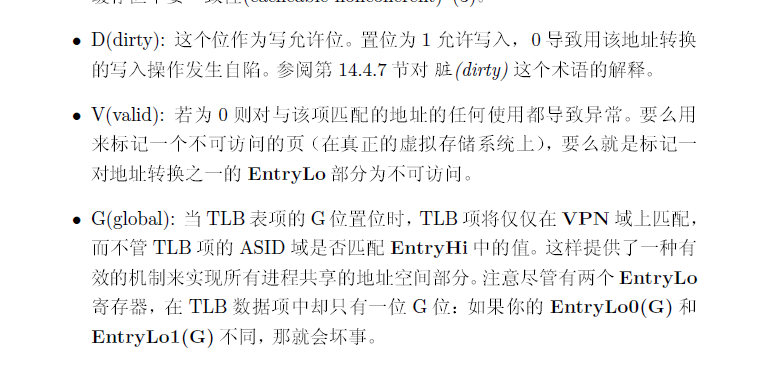 缓存但不要一致性(cacheable noncoherent)“(5)。
• D(dirty): 这个位作为写允许位。置位为 1 允许写入，0 导致用该地址转换
的写入操作发生自陷。参阅第 14.4.7 节对 脏(dirty) 这个术语的解释。
• V(valid): 若为 0 则对与该项匹配的地址的任何使用都导致异常。要么用
来标记一个不可访问的页（在真正的虚拟存储系统上），要么就是标记一
对地址转换之一的 EntryLo 部分为不可访问。
• G(global): 当 TLB 表项的 G 位置位时，TLB 项将仅仅在 VPN 域上匹配，
而不管 TLB 项的 ASID 域是否匹配 EntryHi 中的值。这样提供了一种有
效的机制来实现所有进程共享的地址空间部分。注意尽管有两个 EntryLo
寄存器，在 TLB 数据项中却只有一位 G 位：如果你的 EntryLo0(G) 和
EntryLo1(G) 不同，那就会坏事。